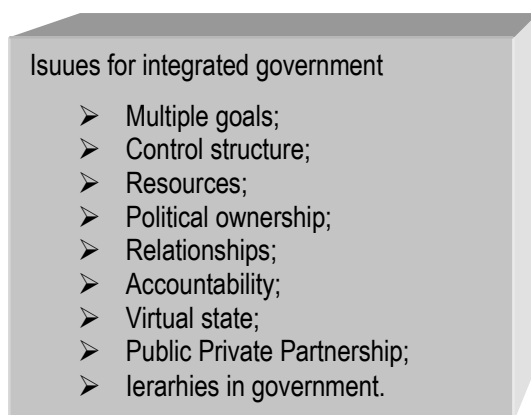 Isuues for integrated government
➢ Multiple goals;
➢ Control structure;
➢ Resources;
➢ Political ownership;
➢ Relationships;
➢ Accountability;
➢ Virtual state;
➢ Public Private Partnership;
➢ Ierarhies in government.